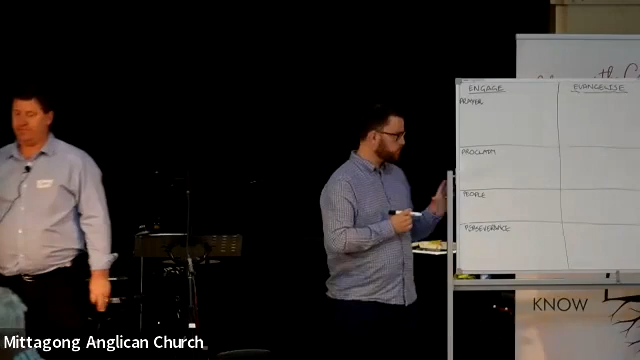 ENGAGE EVANGELISE
PRAYER
PROCLAIM
PEOPLE
PERSEVERANCE
KNOW
Mittagong Anglican Church